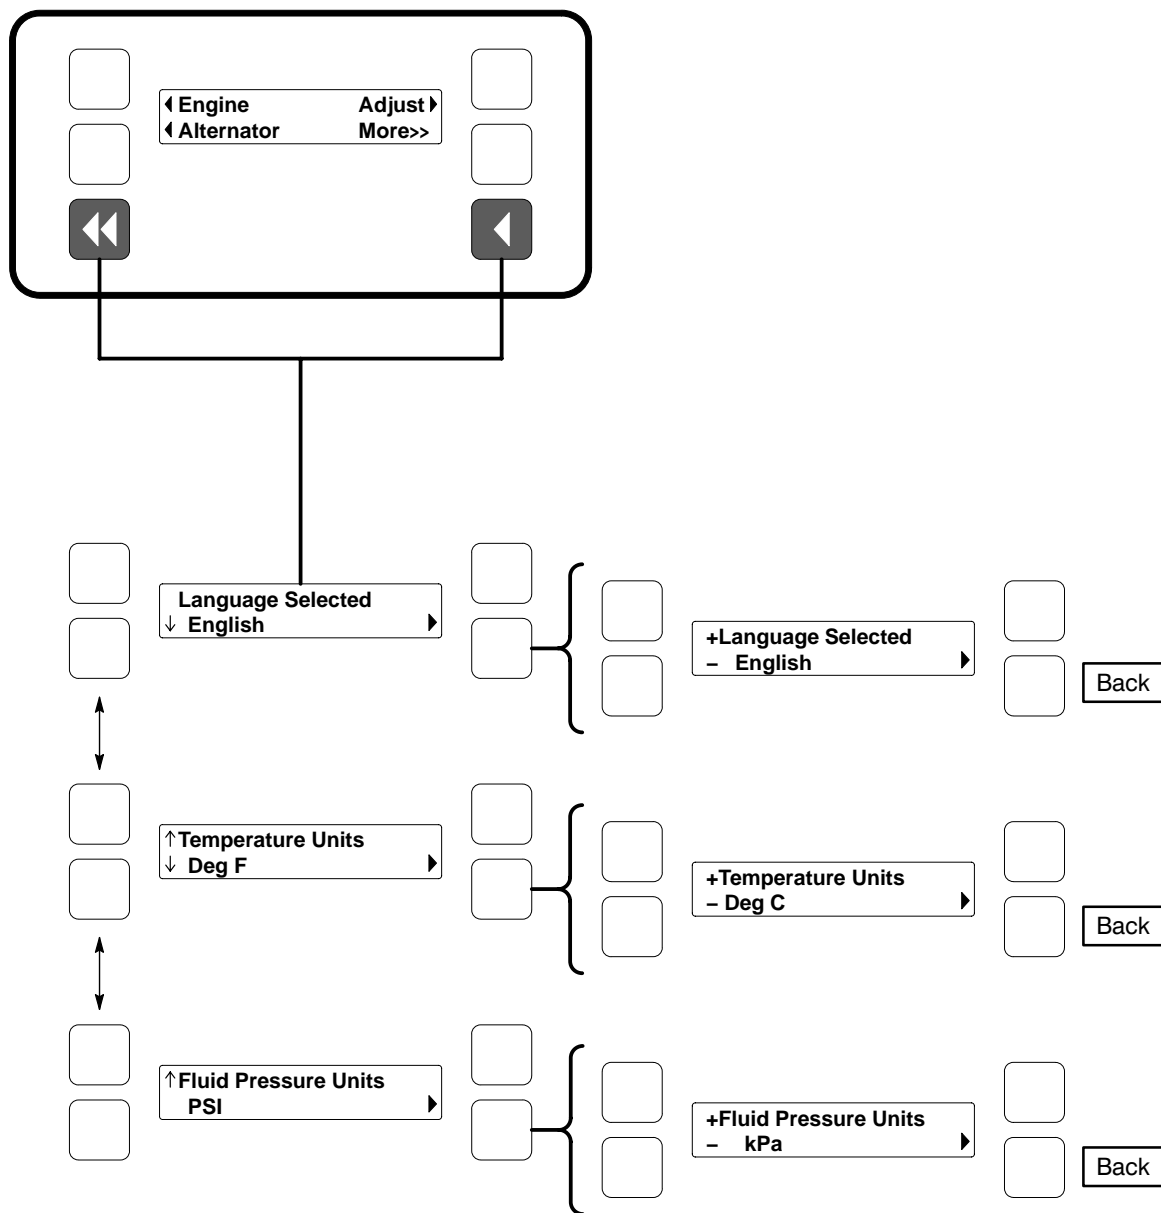 Engine Adjust
Alternator More>>
Language Selected
↓ English
+Language Selected
– English
Back
↑Temperature Units
↓ Deg F
+Temperature Units
– Deg C
Back
↑Fluid Pressure Units
PSI
+Fluid Pressure Units
– kPa
Back